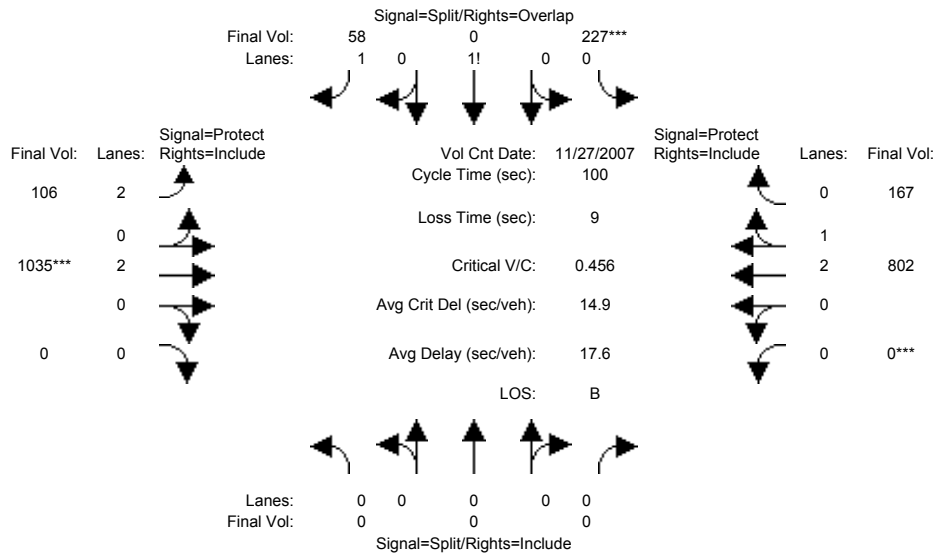 Signal=Split/Rights=Overlap
Final Vol: 58 0 227***
Lanes: 1 0 1! 0 0
Signal=Protect
Final Vol: Lanes: Rights=Include
Vol Cnt Date: 11/27/2007
Signal=Protect
Rights=Include Lanes: Final Vol:
Cycle Time (sec): 100
106 2
0 167
Loss Time (sec): 9
0
1
1035*** 2
Critical V/C: 0.456
2 802
0
Avg Crit Del (sec/veh): 14.9
0
0 0
Avg Delay (sec/veh): 17.6
0 0***
LOS: B
Lanes: 0 0 0 0 0
Final Vol: 0 0 0
Signal=Split/Rights=Include